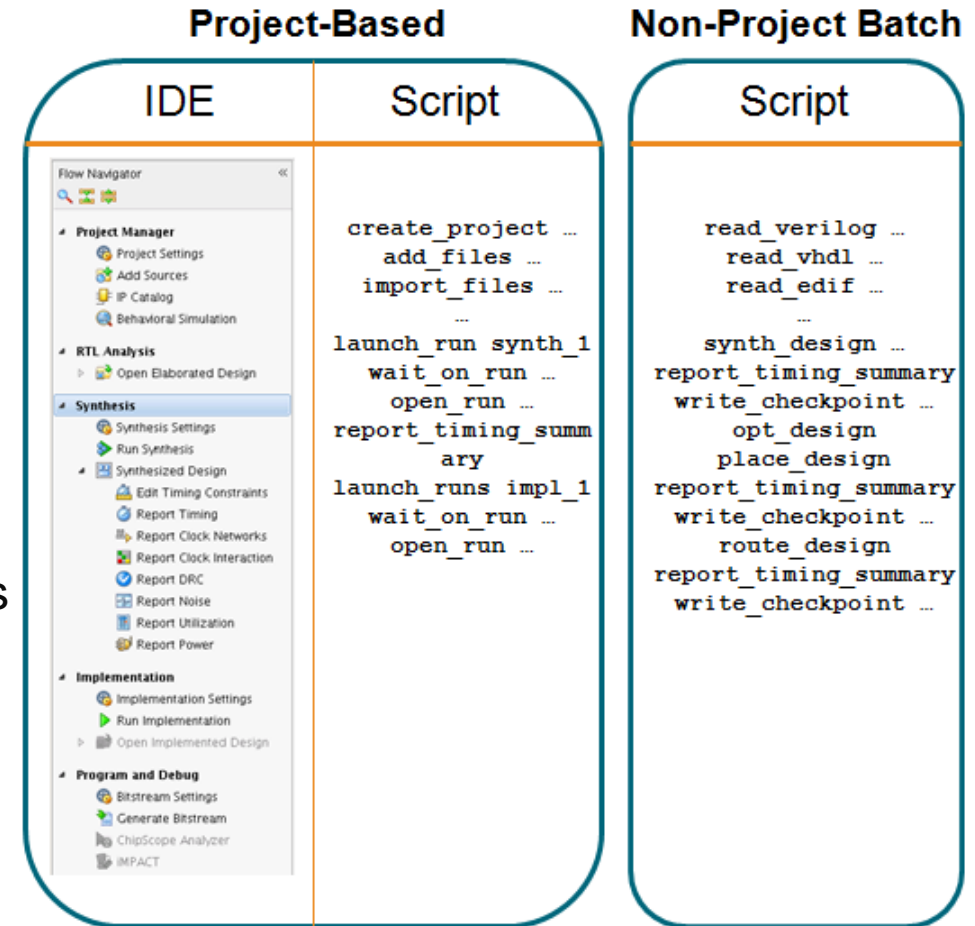 Project-Based
Non-Project Batch
IDE
Script
Script
Flow Navigator
«
Project Manager
Project Settings
Add Sources
IP Catalog
Behavioral Simulation
RTL Analysis
Open Elaborated Design
Synthesis
Synthesis Settings
Run Synthesis
Synthesized Design
Edit Timing Constraints
Report Timing
Report Clock Networks
Report Clock Interaction
Report DRC
Report Noise
Report Utilization
Report Power
Implementation
Implementation Settings
Run Implementation
Open Implemented Design
Program and Debug
Bitstream Settings
Generate Bitstream
ChipScope Analyzer
iMPACT
create_project …
add_files …
import_files …
…
launch_run synth_1
wait_on_run …
open_run …
report_timing_summ
ary
launch_runs impl_1
wait_on_run …
open_run …
read_verilog …
read_vhdl …
read_edif …
…
synth_design …
report_timing_summary
write_checkpoint …
opt_design
place_design
report_timing_summary
write_checkpoint …
route_design
report_timing_summary
write_checkpoint …
s